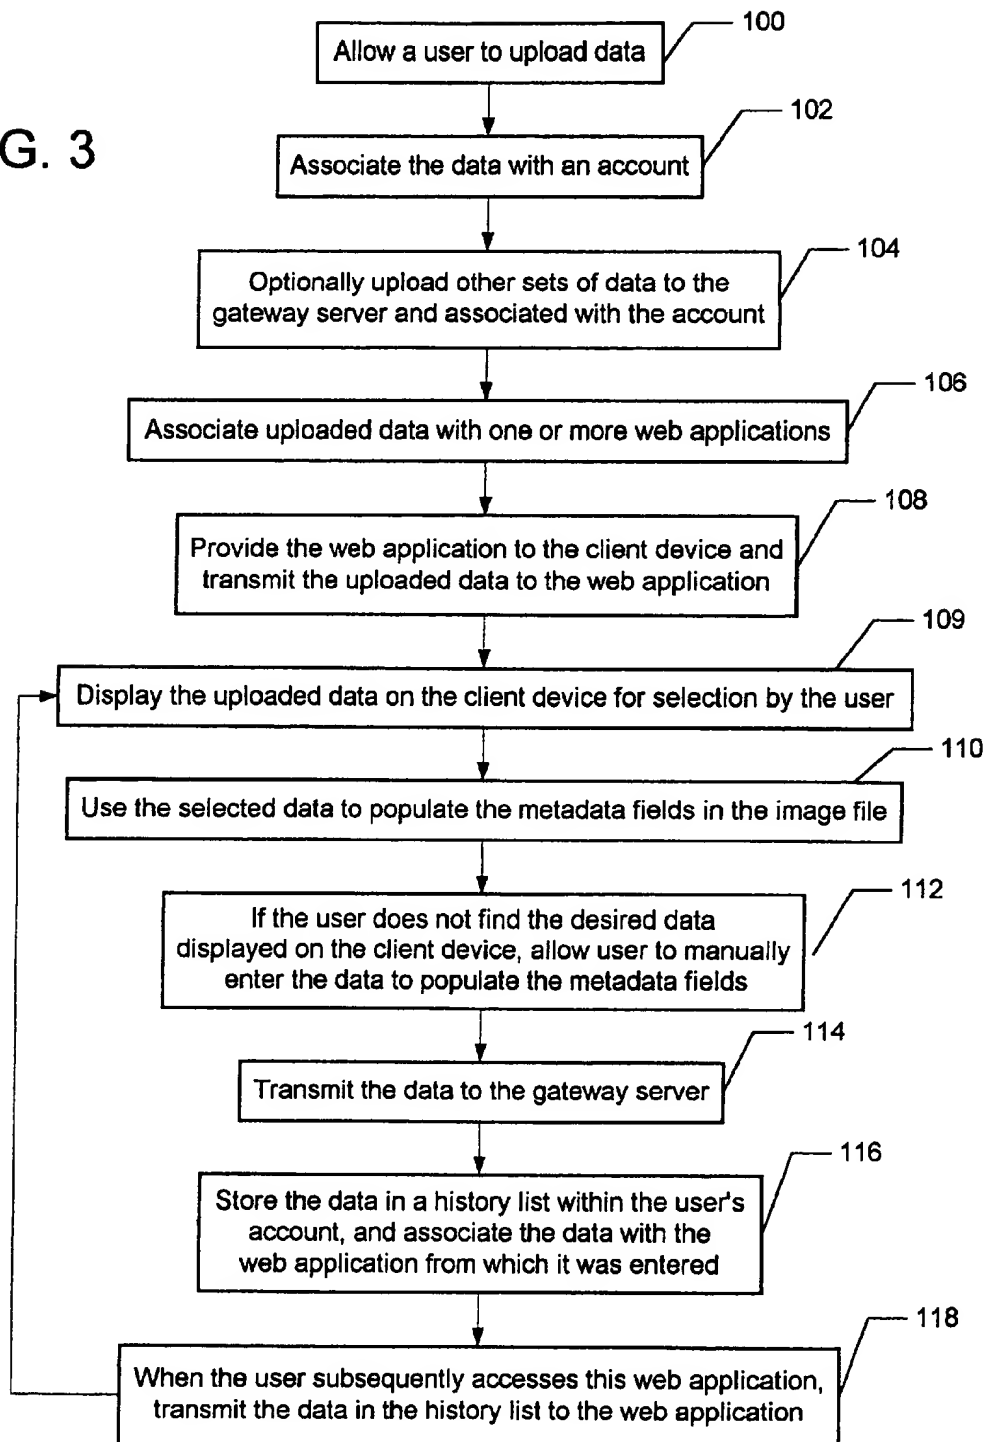 100
Allow a user to upload data
102
G. 3
Associate the data with an account
104
Optionally upload other sets of data to the
gateway server and associated with the account
106
Associate uploaded data with one or more web applications
108
Provide the web application to the client device and
transmit the uploaded data to the web application
109
Display the uploaded data on the client device for selection by the user
110
Use the selected data to populate the metadata fields in the image file
112
If the user does not find the desired data
displayed on the client device, allow user to manually
enter the data to populate the metadata fields
114
Transmit the data to the gateway server
116
Store the data in a history list within the user's
account, and associate the data with the
web application from which it was entered
118
When the user subsequently accesses this web application,
transmit the data in the history list to the web application